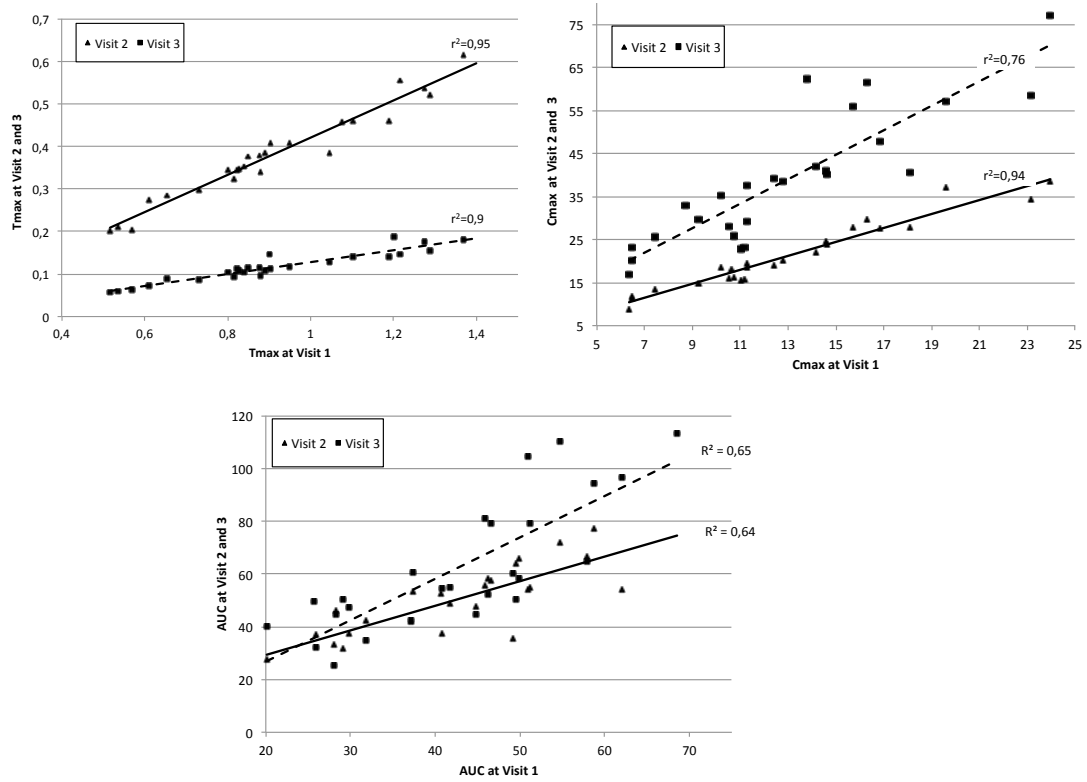 0,7
Visit 2 Visit 3
r²=0,95
0,6
0,5
0,4
0,3
r²=0,9
0,2
0,1
0
0,4 0,6 0,8 1 1,2 1,4
Tmax at Visit 1
Tmax at Visit 2 and 3
75
Visit 2 Visit 3
r²=0,76
65
55
45
35
r²=0,94
25
15
5
5 7 9 11 13 15 17 19 21 23 25
Cmax at Visit 1
Cmax at Visit 2 and 3
120
Visit 2 Visit 3
R² = 0,65
100
80
R² = 0,64
60
40
20
0
20 30 40 50 60 70
AUC at Visit 1
AUC at Visit 2 and 3